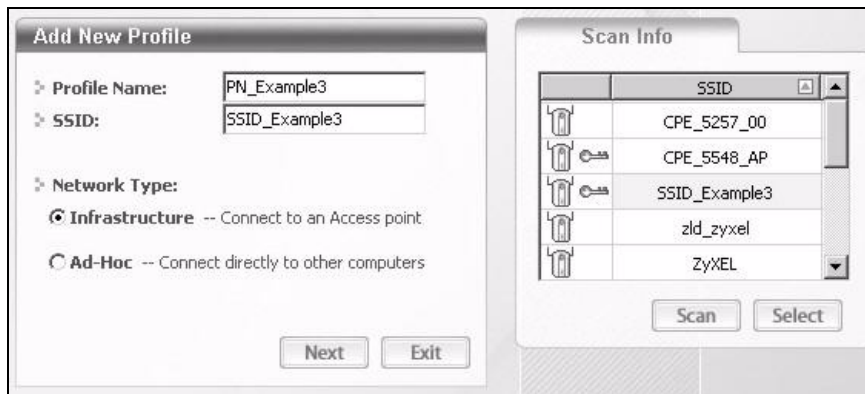 Add New Profile
Profile Name: PN_Example3
SSID: SSID_Example3
Network Type:
Infrastructure -- Connect to an Access point
Ad-Hoc -- Connect directly to other computers
Next Exit
Scan Info
SSID
CPE_5257_00
CPE_5548_AP
SSID_Example3
zld_zyxel
ZyXEL
Scan Select